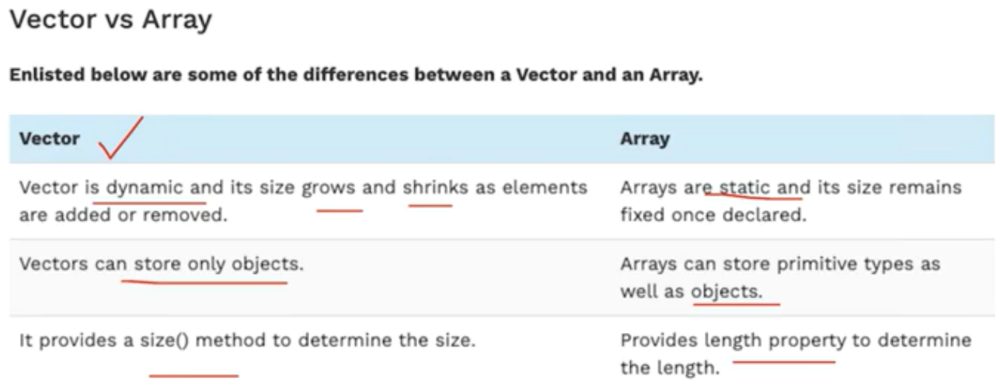 Vector vs Array
Enlisted below are some of the differences between a Vector and an Array.
Vector
Array
Vector is dynamic and its size grows and shrinks as elements
are added or removed.
Arrays are static and its size remains
fixed once declared.
Vectors can store only objects.
Arrays can store primitive types as
well as objects.
It provides a size() method to determine the size.
Provides length property to determine
the length.